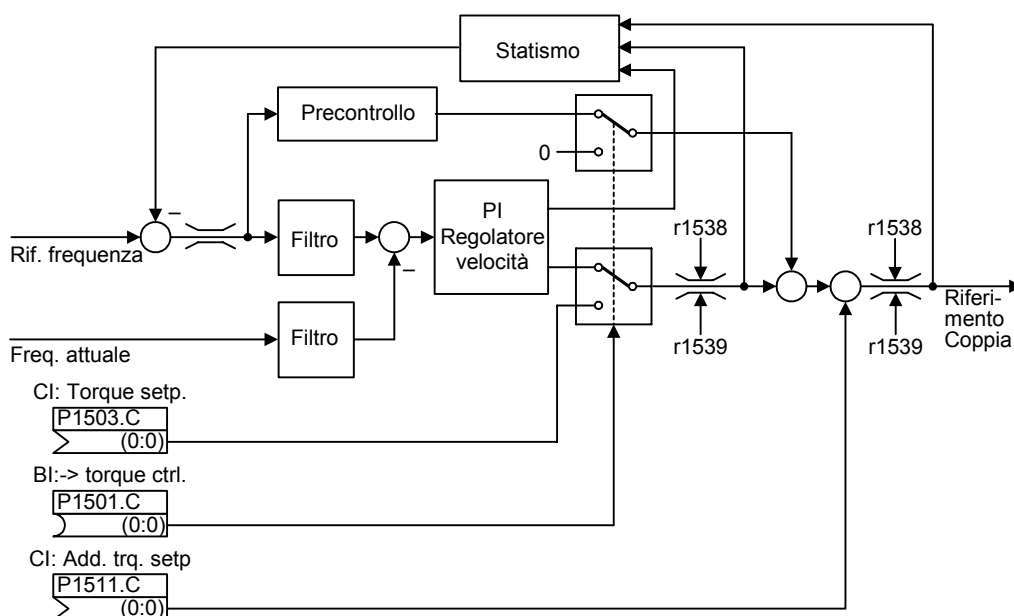 Statismo
Precontrollo
0
PI
Regolatore
velocità
Filtro
Rif. frequenza
r1538
r1538
Filtro
Freq. attuale
r1539
r1539
Riferi-
mento
Coppia
CI: Torque setp.
P1503.C
(0:0)
BI:-> torque ctrl.
P1501.C
(0:0)
CI: Add. trq. setp
P1511.C
(0:0)